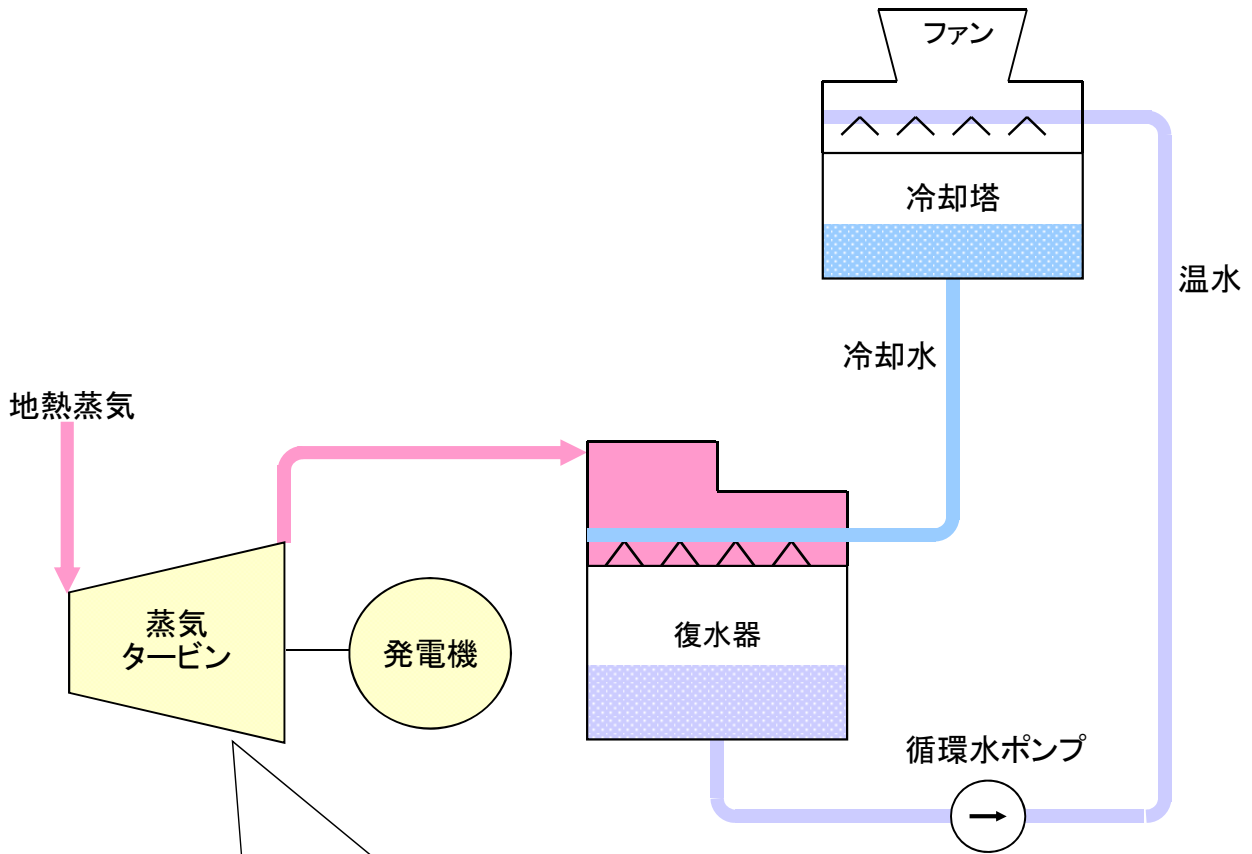 ファン
冷却塔
温水
冷却水
地熱蒸気
蒸気
タービン
発電機
復水器
循環水ポンプ